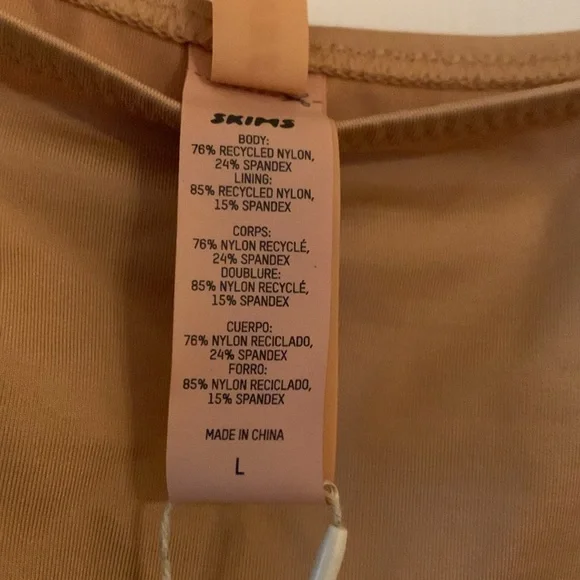 SKIMS
BODY:
76% RECYCLED NYLON,
24% SPANDEX
LINING:
85% RECYCLED NYLON,
15% SPANDEX
CORPS:
76% NYLON RECYCLÉ,
24% SPANDEX
DOUBLURE:
85% NYLON RECYCLÉ,
15% SPANDEX
CUERPO:
76% NYLON RECICLADO,
24% SPANDEX
FORRO:
85% NYLON RECICLADO,
15% SPANDEX
MADE IN CHINA
L